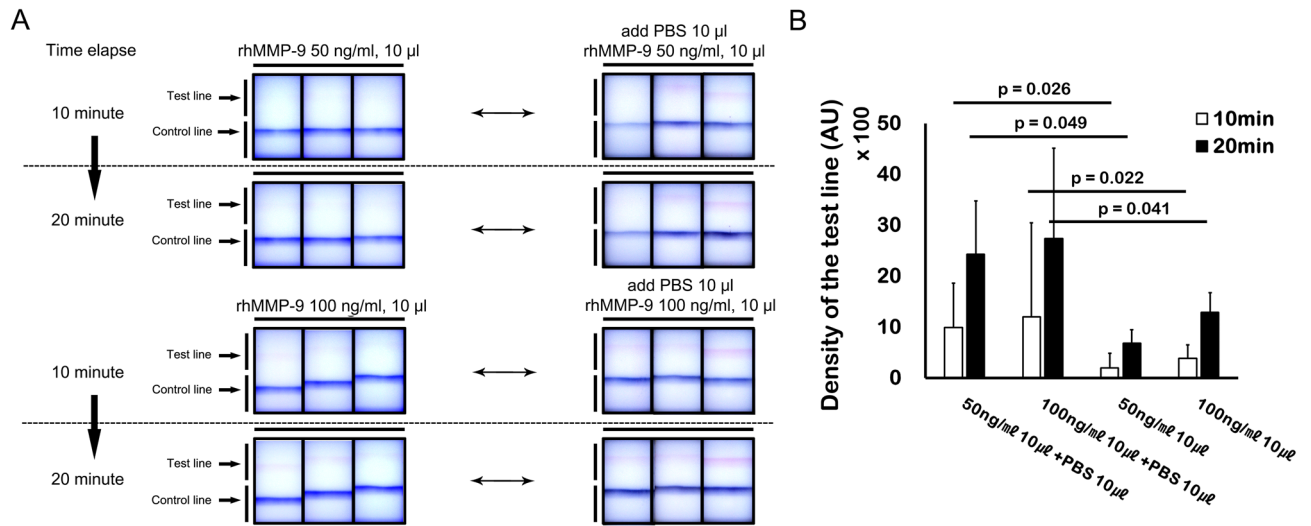 A
Time elapse
rhMMP-9 50 ng/ml, 10 μl
add PBS 10 μl
rhMMP-9 50 ng/ml, 10 μl
10 minute
Test line
Control line
20 minute
Test line
Control line
rhMMP-9 100 ng/ml, 10 μl
add PBS 10 μl
rhMMP-9 100 ng/ml, 10 μl
10 minute
Test line
Control line
20 minute
Test line
Control line
B
Density of the test line (AU)
x 100
50
40
30
20
10
0
p = 0.026
p = 0.049
p = 0.022
p = 0.041
10min
20min
50ng/㎖ 10㎕ +PBS 10㎕
100ng/㎖ 10㎕ +PBS 10㎕
50ng/㎖ 10㎕
100ng/㎖ 10㎕